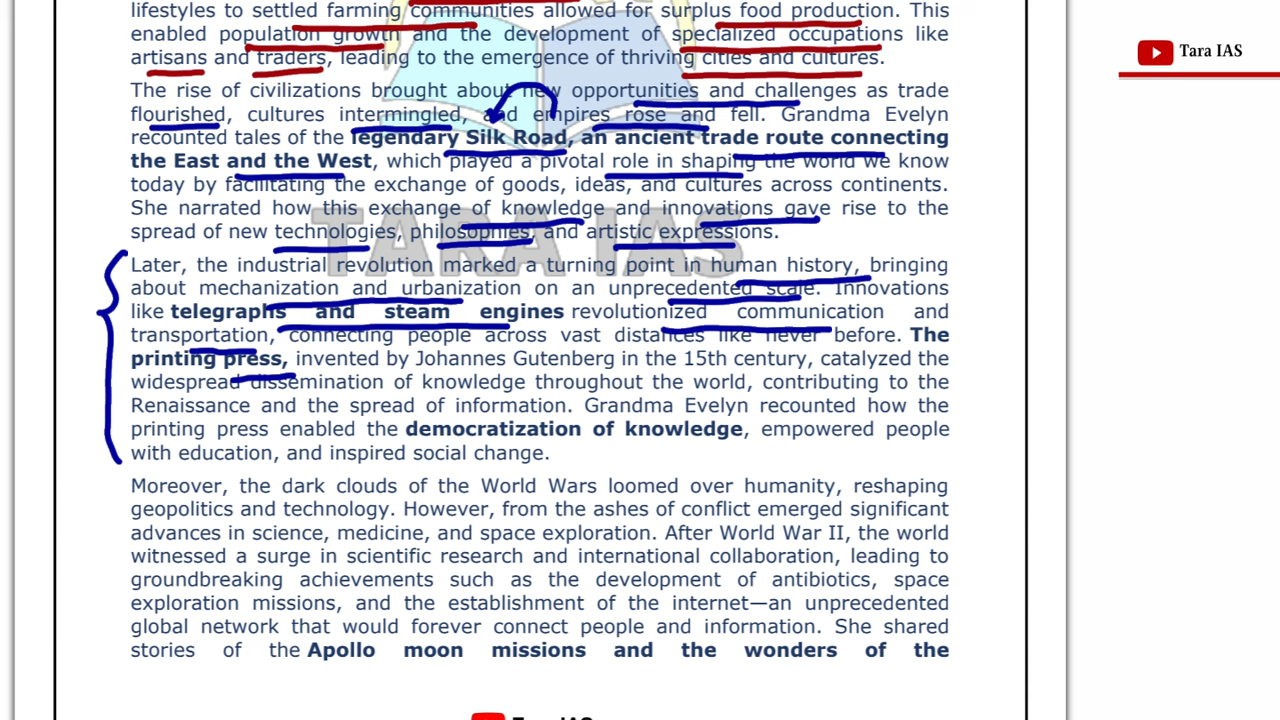 lifestyles to settled farming communities allowed for surplus food production. This
enabled population growth and the development of specialized occupations like
artisans and traders, leading to the emergence of thriving cities and cultures.
Tara IAS
The rise of civilizations brought about new opportunities and challenges as trade
flourished, cultures intermingled, and empires rose and fell. Grandma Evelyn
recounted tales of the legendary Silk Road, an ancient trade route connecting
the East and the West, which played a pivotal role in shaping the world we know
today by facilitating the exchange of goods, ideas, and cultures across continents.
She narrated how this exchange of knowledge and innovations gave rise to the
spread of new technologies, philosophies, and artistic expressions.
TARA IAS
Later, the industrial revolution marked a turning point in human history, bringing
about mechanization and urbanization on an unprecedented scale. Innovations
like telegraphs and steam engines revolutionized communication and
transportation, connecting people across vast distances like never before. The
printing press, invented by Johannes Gutenberg in the 15th century, catalyzed the
widespread dissemination of knowledge throughout the world, contributing to the
Renaissance and the spread of information. Grandma Evelyn recounted how the
printing press enabled the democratization of knowledge, empowered people
with education, and inspired social change.
Moreover, the dark clouds of the World Wars loomed over humanity, reshaping
geopolitics and technology. However, from the ashes of conflict emerged significant
advances in science, medicine, and space exploration. After World War II, the world
witnessed a surge in scientific research and international collaboration, leading to
groundbreaking achievements such as the development of antibiotics, space
exploration missions, and the establishment of the internet—an unprecedented
global network that would forever connect people and information. She shared
stories of the Apollo moon missions and the wonders of the
Tara IAS